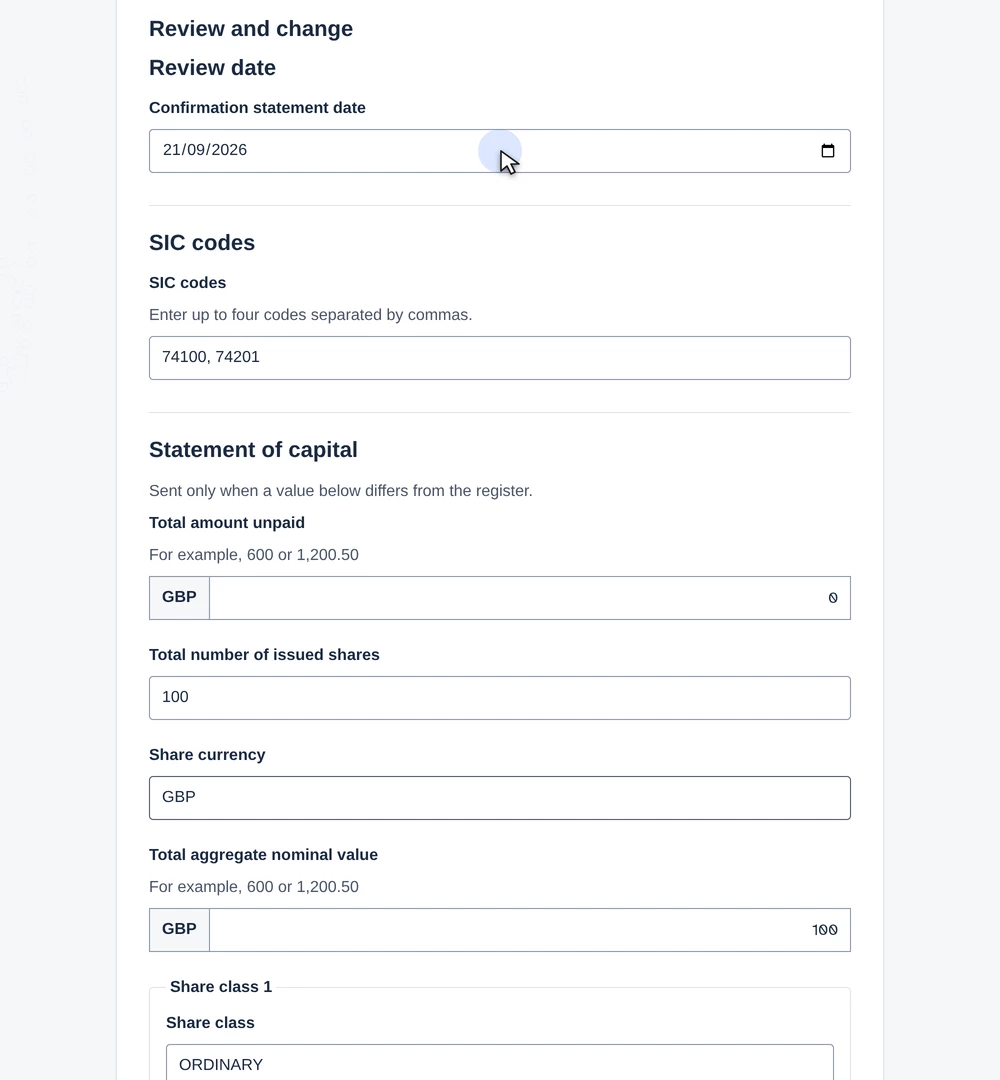 Review and change
Review date
Confirmation statement date
21/09/2026
SIC codes
SIC codes
Enter up to four codes separated by commas.
74100, 74201
Statement of capital
Sent only when a value below differs from the register.
Total amount unpaid
For example, 600 or 1,200.50
GBP 0
Total number of issued shares
100
Share currency
GBP
Total aggregate nominal value
For example, 600 or 1,200.50
GBP 100
Share class 1
Share class
ORDINARY